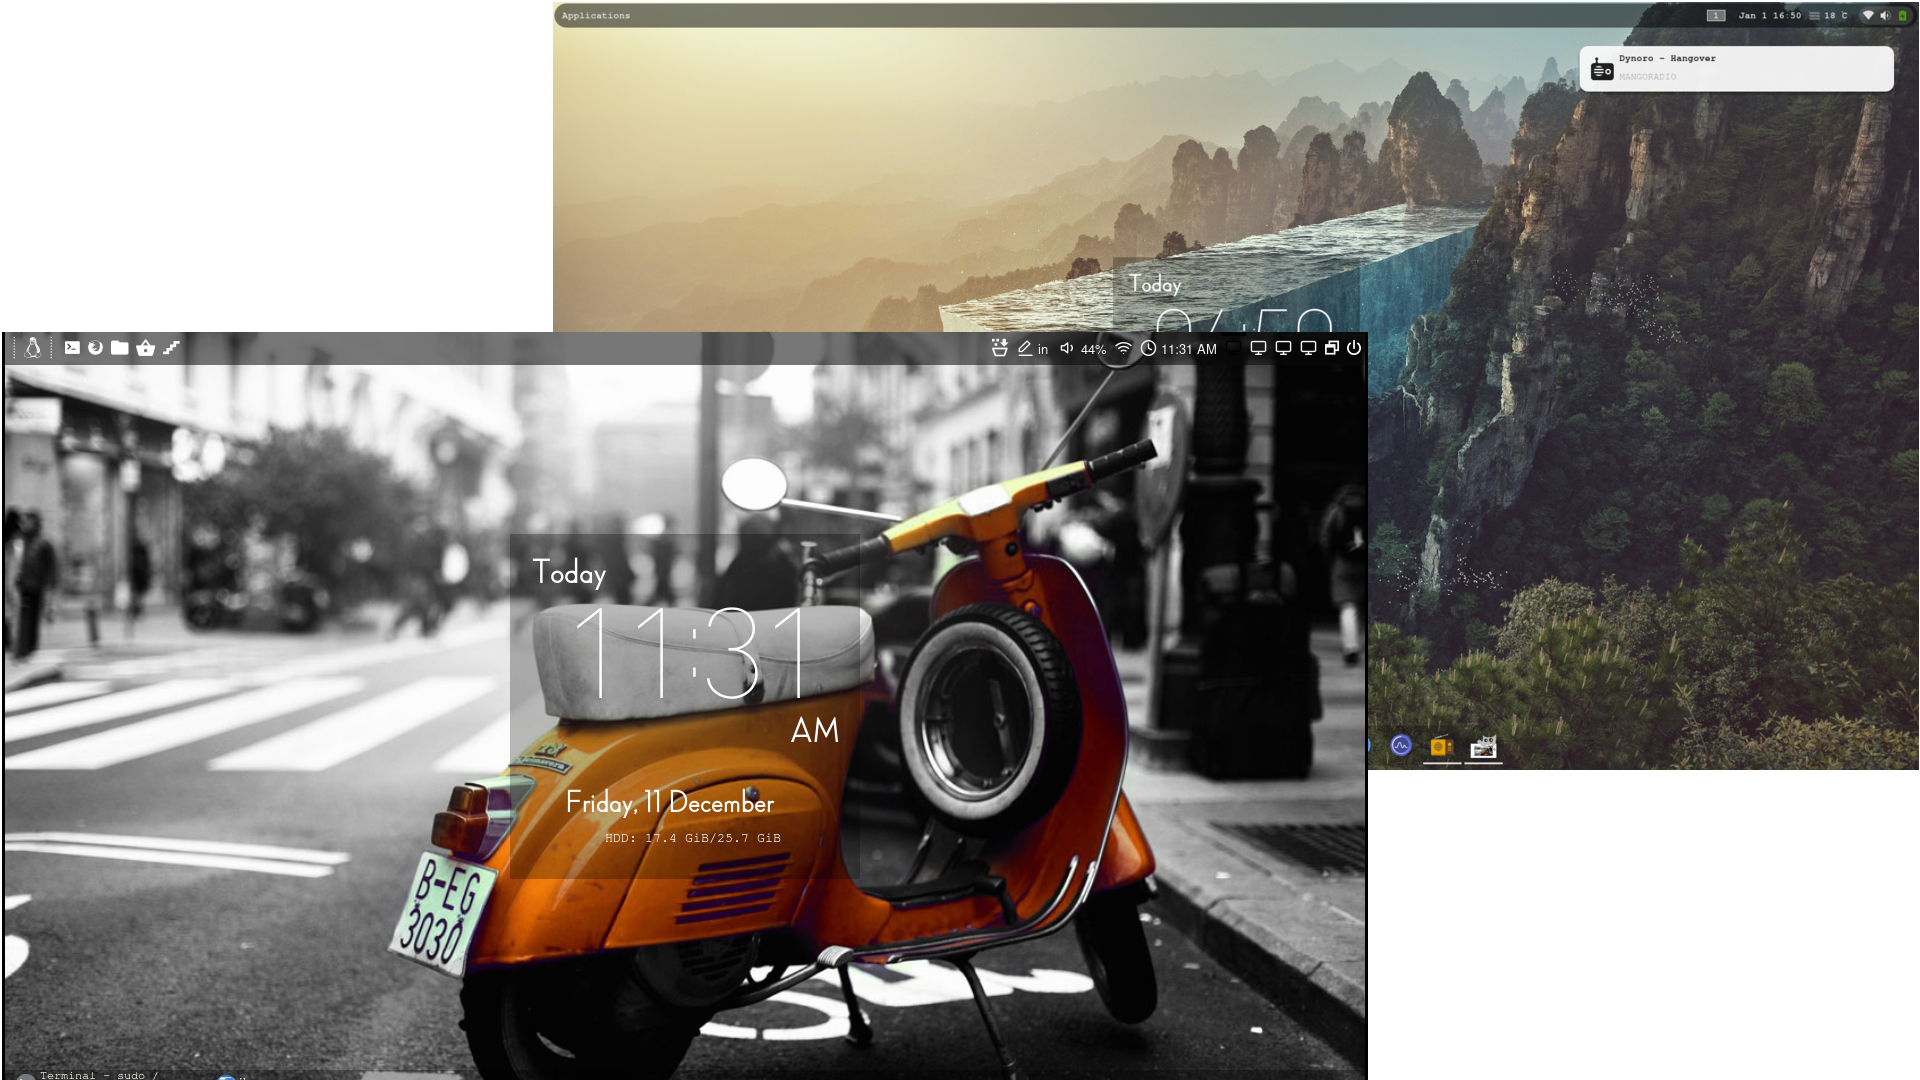 Applications
1 Jan 1 16:50 18 C
Dynoro - Hangover
MANGORADIO
Today
in 44% 11:31 AM
Today
11:31
AM
Friday, 11 December
HDD: 17.4 GiB/25.7 GiB
B-EG
3030
Terminal - sudo /